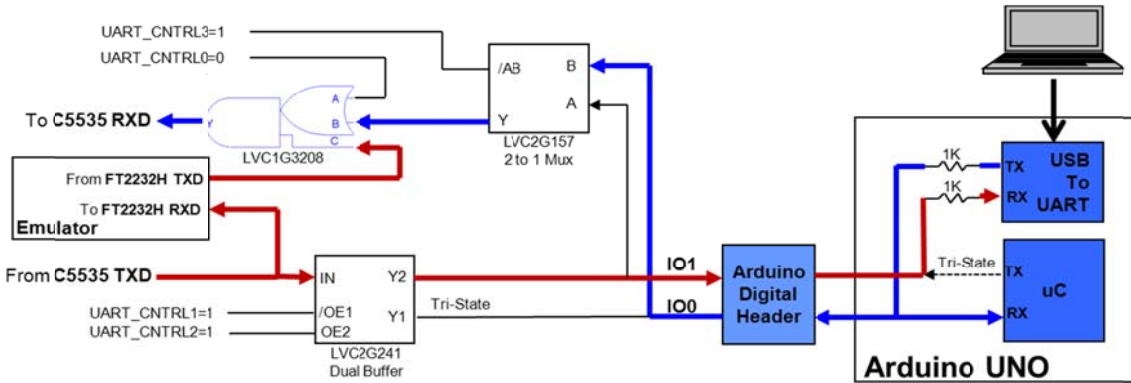 UART_CNTRL3=1
UART_CNTRL0=0
/AB
B
A
Y
LVC2G157
2 to 1 Mux
A
B
C
Y
LVC1G3208
To C5535 RXD
From FT2232H TXD
To FT2232H RXD
Emulator
From C5535 TXD
IN
Y2
/OE1
Y1
OE2
UART_CNTRL1=1
UART_CNTRL2=1
LVC2G241
Dual Buffer
Tri-State
IO1
IO0
Arduino
Digital
Header
1K
1K
TX
RX
USB
To
UART
Tri-State
TX
uC
RX
Arduino UNO